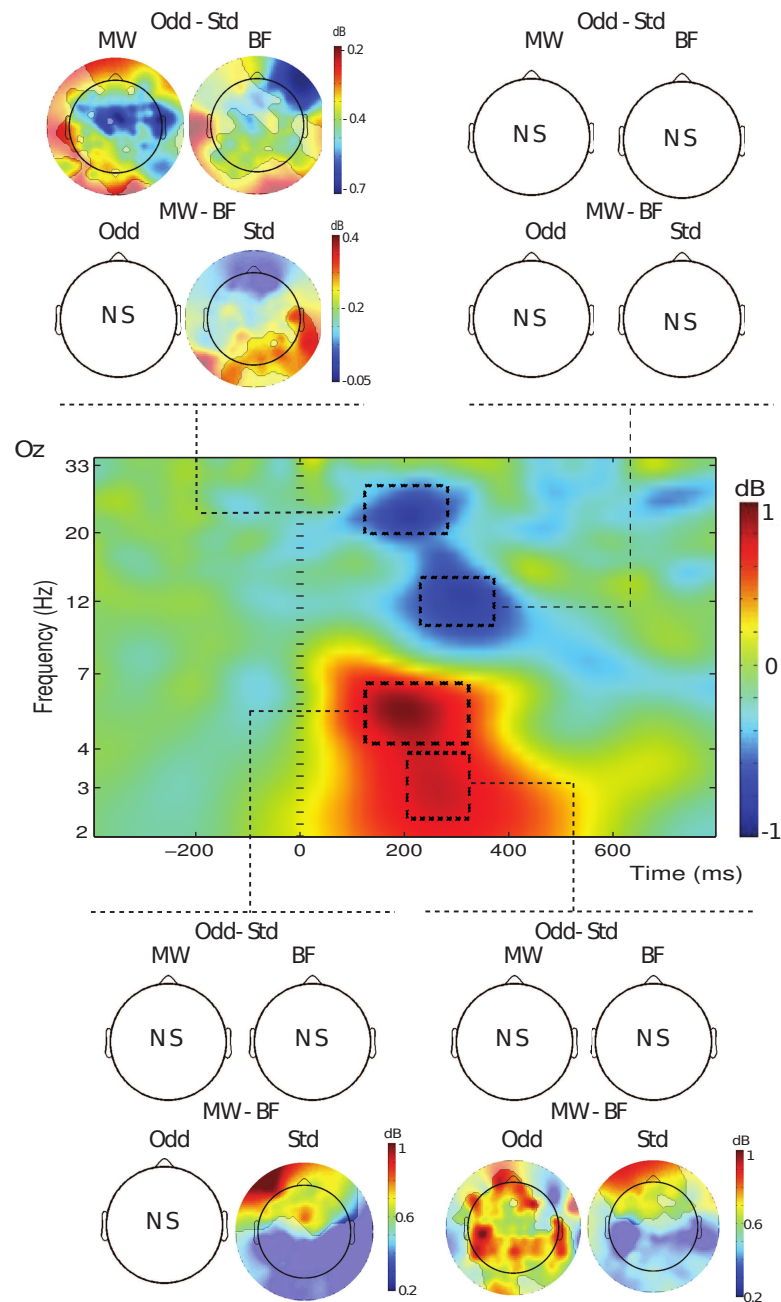 Odd - Std
MW BF
dB
- 0.2
- 0.4
- 0.7
Odd - Std
MW BF
NS NS
MW - BF
Odd Std
NS
dB
0.4
- 0.2
-0.05
MW - BF
Odd Std
NS NS
Oz
33
20
12
7
4
3
2
Frequency (Hz)
−200 0 200 400 600
Time (ms)
dB
1
0
-1
Odd- Std
MW BF
NS NS
MW - BF
Odd Std
NS
dB
1
0.6
0.2
Odd-Std
MW BF
NS NS
MW - BF
Odd Std
dB
1
0.6
0.2